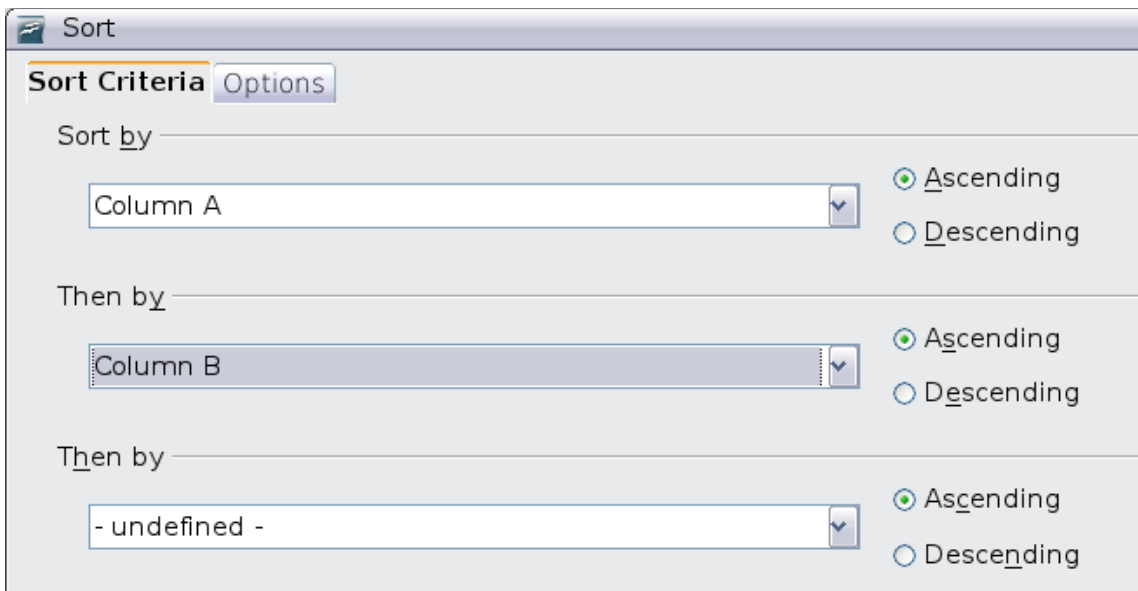 Sort
Sort Criteria Options
Sort by
Column A
Ascending
Descending
Then by
Column B
Ascending
Descending
Then by
- undefined -
Ascending
Descending